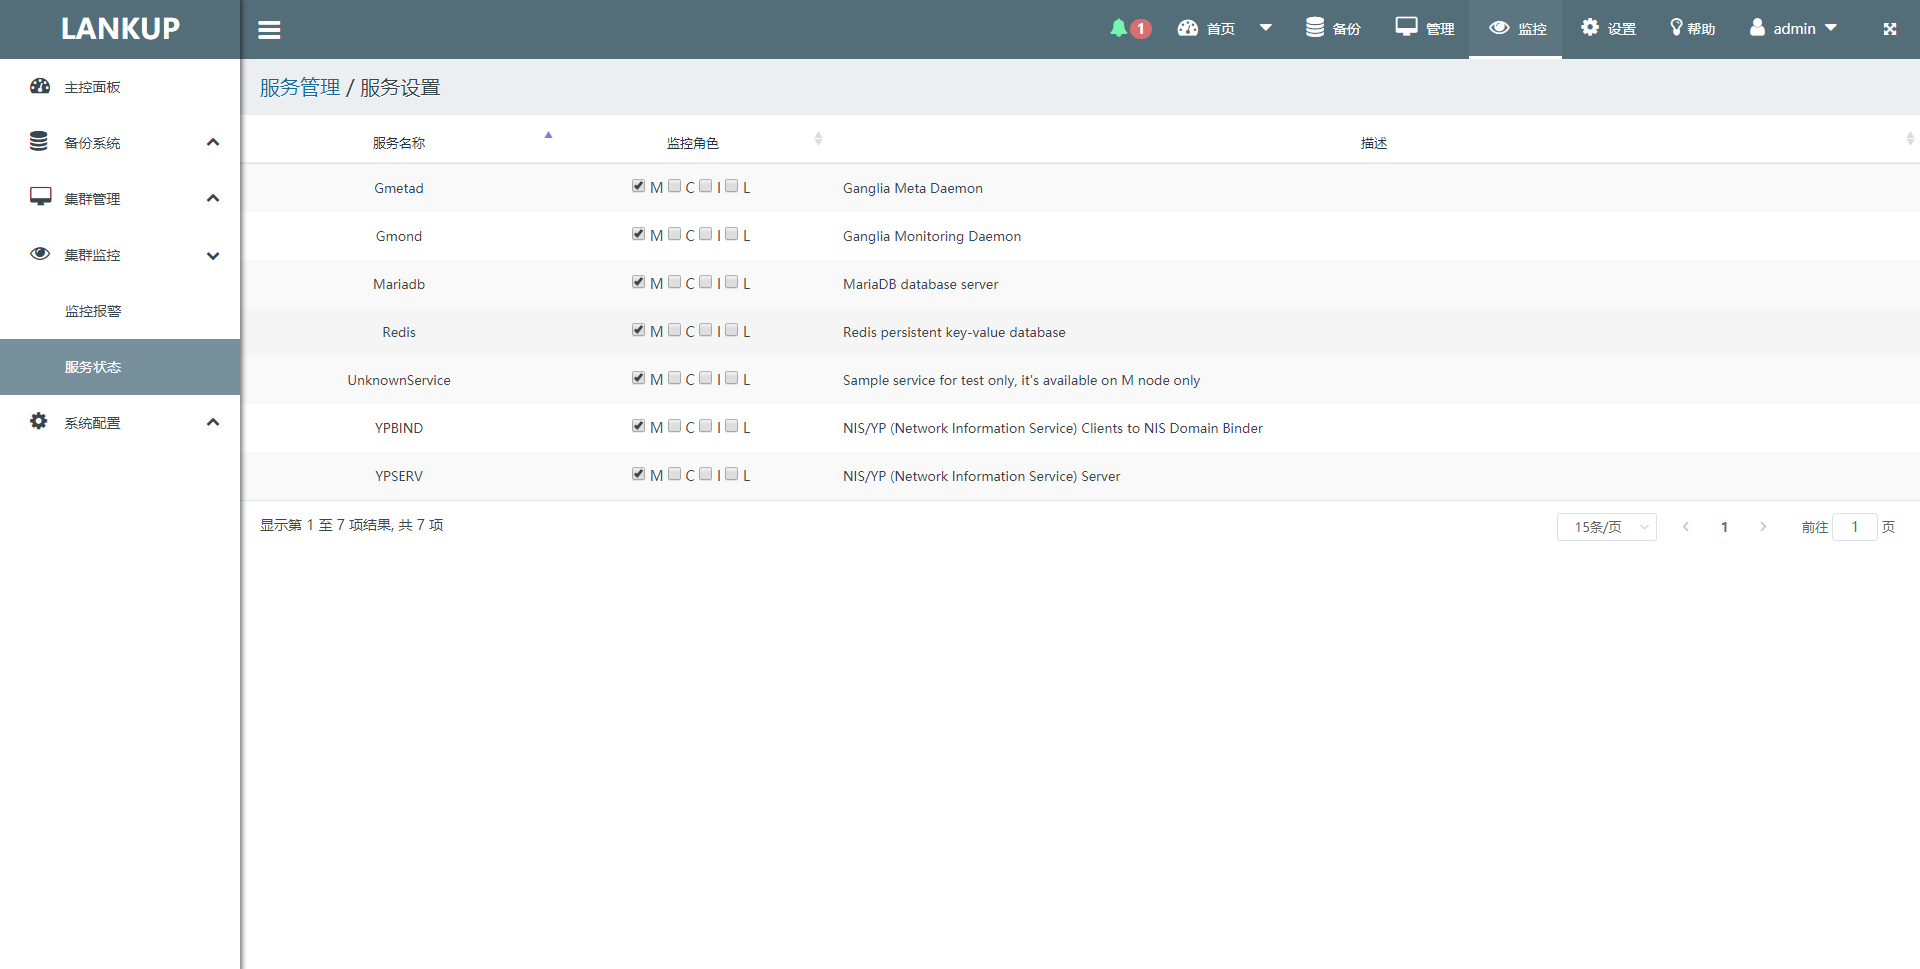 LANKUP
1 首页 备份 管理 监控 设置 帮助 admin
主控面板
备份系统
集群管理
集群监控
监控报警
服务状态
系统配置
服务管理 / 服务设置
服务名称 监控角色 描述
Gmetad M C I L Ganglia Meta Daemon
Gmond M C I L Ganglia Monitoring Daemon
Mariadb M C I L MariaDB database server
Redis M C I L Redis persistent key-value database
UnknownService M C I L Sample service for test only, it's available on M node only
YPBIND M C I L NIS/YP (Network Information Service) Clients to NIS Domain Binder
YPSERV M C I L NIS/YP (Network Information Service) Server
显示第 1 至 7 项结果, 共 7 项 15条/页 1 前往 1 页